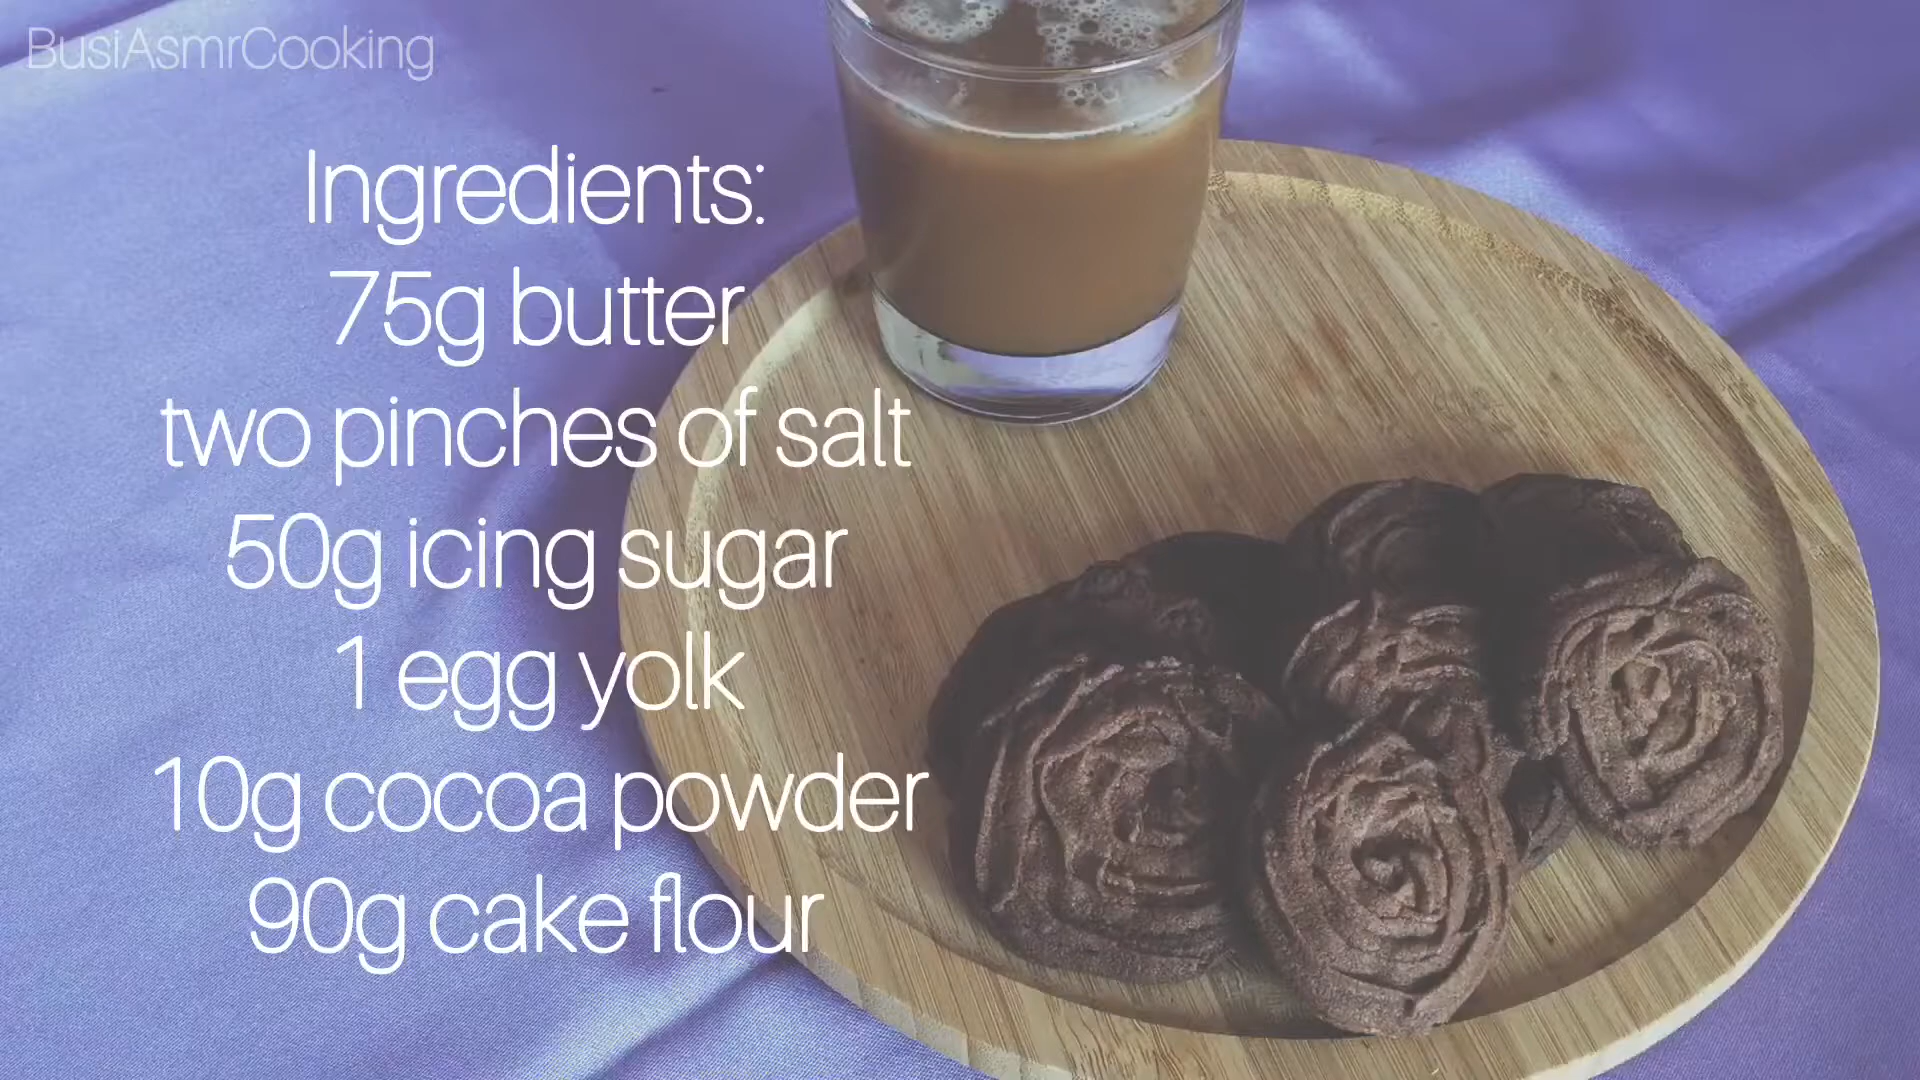 BusiAsmrCooking
Ingredients:
75g butter
two pinches of salt
50g icing sugar
1 egg yolk
10g cocoa powder
90g cake flour